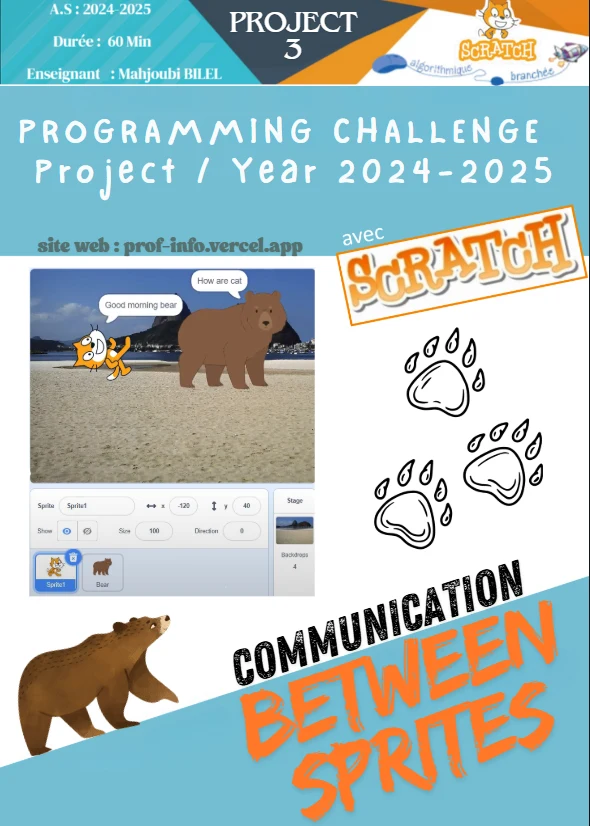 A.S : 2024-2025
Durée : 60 Min
Enseignant : Mahjoubi BILEL
PROJECT
3
SCRATCH
algorithmique
branchée
PROGRAMMING CHALLENGE
Project / Year 2024-2025
site web : prof-info.vercel.app
avec
SCRATCH
How are cat
Good morning bear
Sprite
Sprite1
x
-120
y
40
Show
Size
100
Direction
0
Stage
Backdrops
4
Sprite1
Bear
COMMUNICATION
BETWEEN
SPRITES